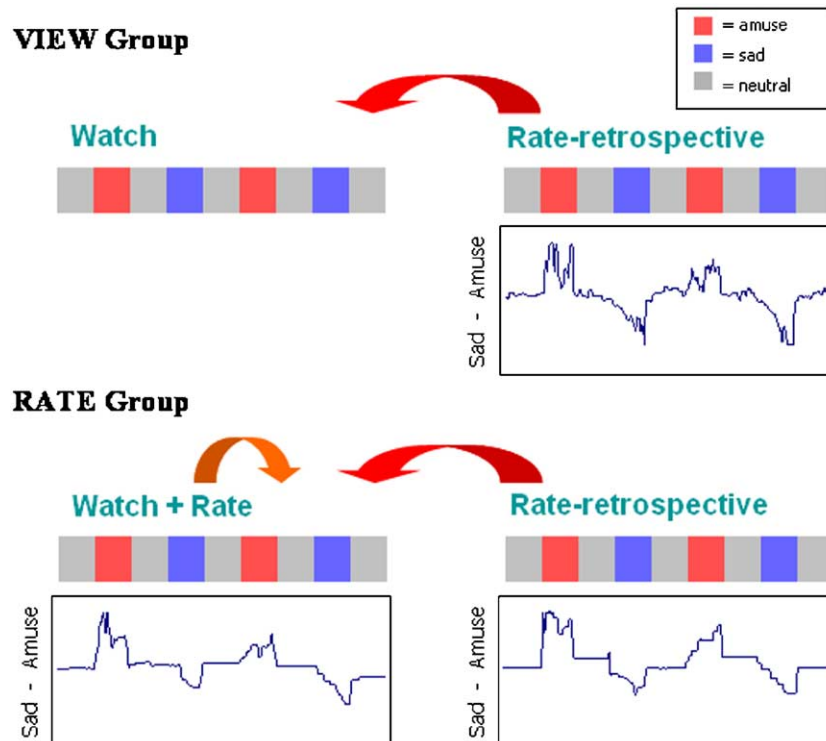 VIEW Group
= amuse
= sad
= neutral
Watch
Rate-retrospective
Sad - Amuse
RATE Group
Watch + Rate
Rate-retrospective
Sad - Amuse
Sad - Amuse